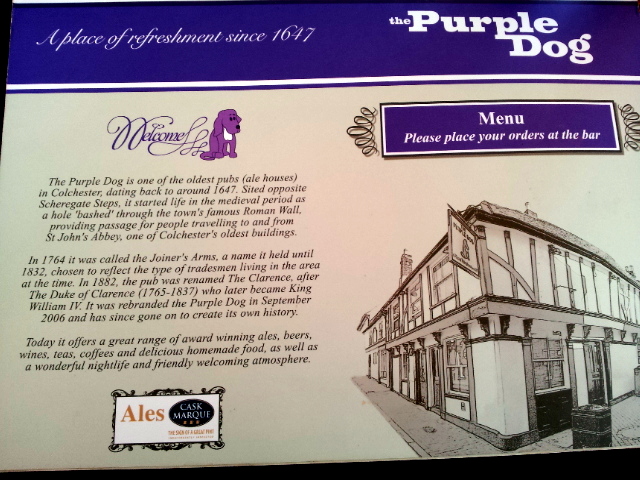 A place of refreshment since 1647
the Purple
Dog
Welcome
Menu
Please place your orders at the bar
The Purple Dog is one of the oldest pubs (ale houses)
in Colchester, dating back to around 1647. Sited opposite
Scheregate Steps, it started life in the medieval period as
a hole 'bashed' through the town's famous Roman Wall,
providing passage for people travelling to and from
St John's Abbey, one of Colchester's oldest buildings.
In 1764 it was called the Joiner's Arms, a name it held until
1832, chosen to reflect the type of tradesmen living in the area
at the time. In 1882, the pub was renamed The Clarence, after
The Duke of Clarence (1765-1837) who later became King
William IV. It was rebranded the Purple Dog in September
2006 and has since gone on to create its own history.
Today it offers a great range of award winning ales, beers,
wines, teas, coffees and delicious homemade food, as well as
a wonderful nightlife and friendly welcoming atmosphere.
Ales
CASK
MARQUE
THE SIGN OF A GREAT PINT